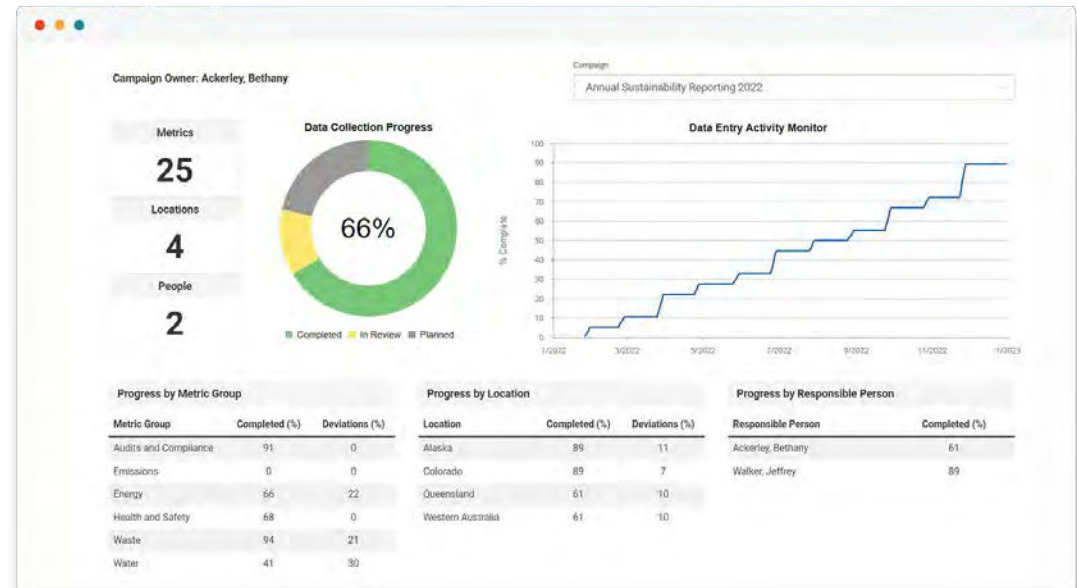 Campaign Owner: Ackerley, Bethany
Campaign
Annual Sustainability Reporting 2022
Metrics
25
Locations
4
People
2
Data Collection Progress
66%
Completed In Review Planned
Data Entry Activity Monitor
% Complete
100
90
80
70
60
50
40
30
20
10
0
1/2022 3/2022 5/2022 7/2022 9/2022 11/2022 1/2023
Progress by Metric Group
Metric Group Completed (%) Deviations (%)
Audits and Compliance 91 0
Emissions 0 0
Energy 66 22
Health and Safety 68 0
Waste 94 21
Water 41 30
Progress by Location
Location Completed (%) Deviations (%)
Alaska 89 11
Colorado 89 7
Queensland 61 10
Western Australia 61 10
Progress by Responsible Person
Responsible Person Completed (%)
Ackerley, Bethany 61
Walker, Jeffrey 89